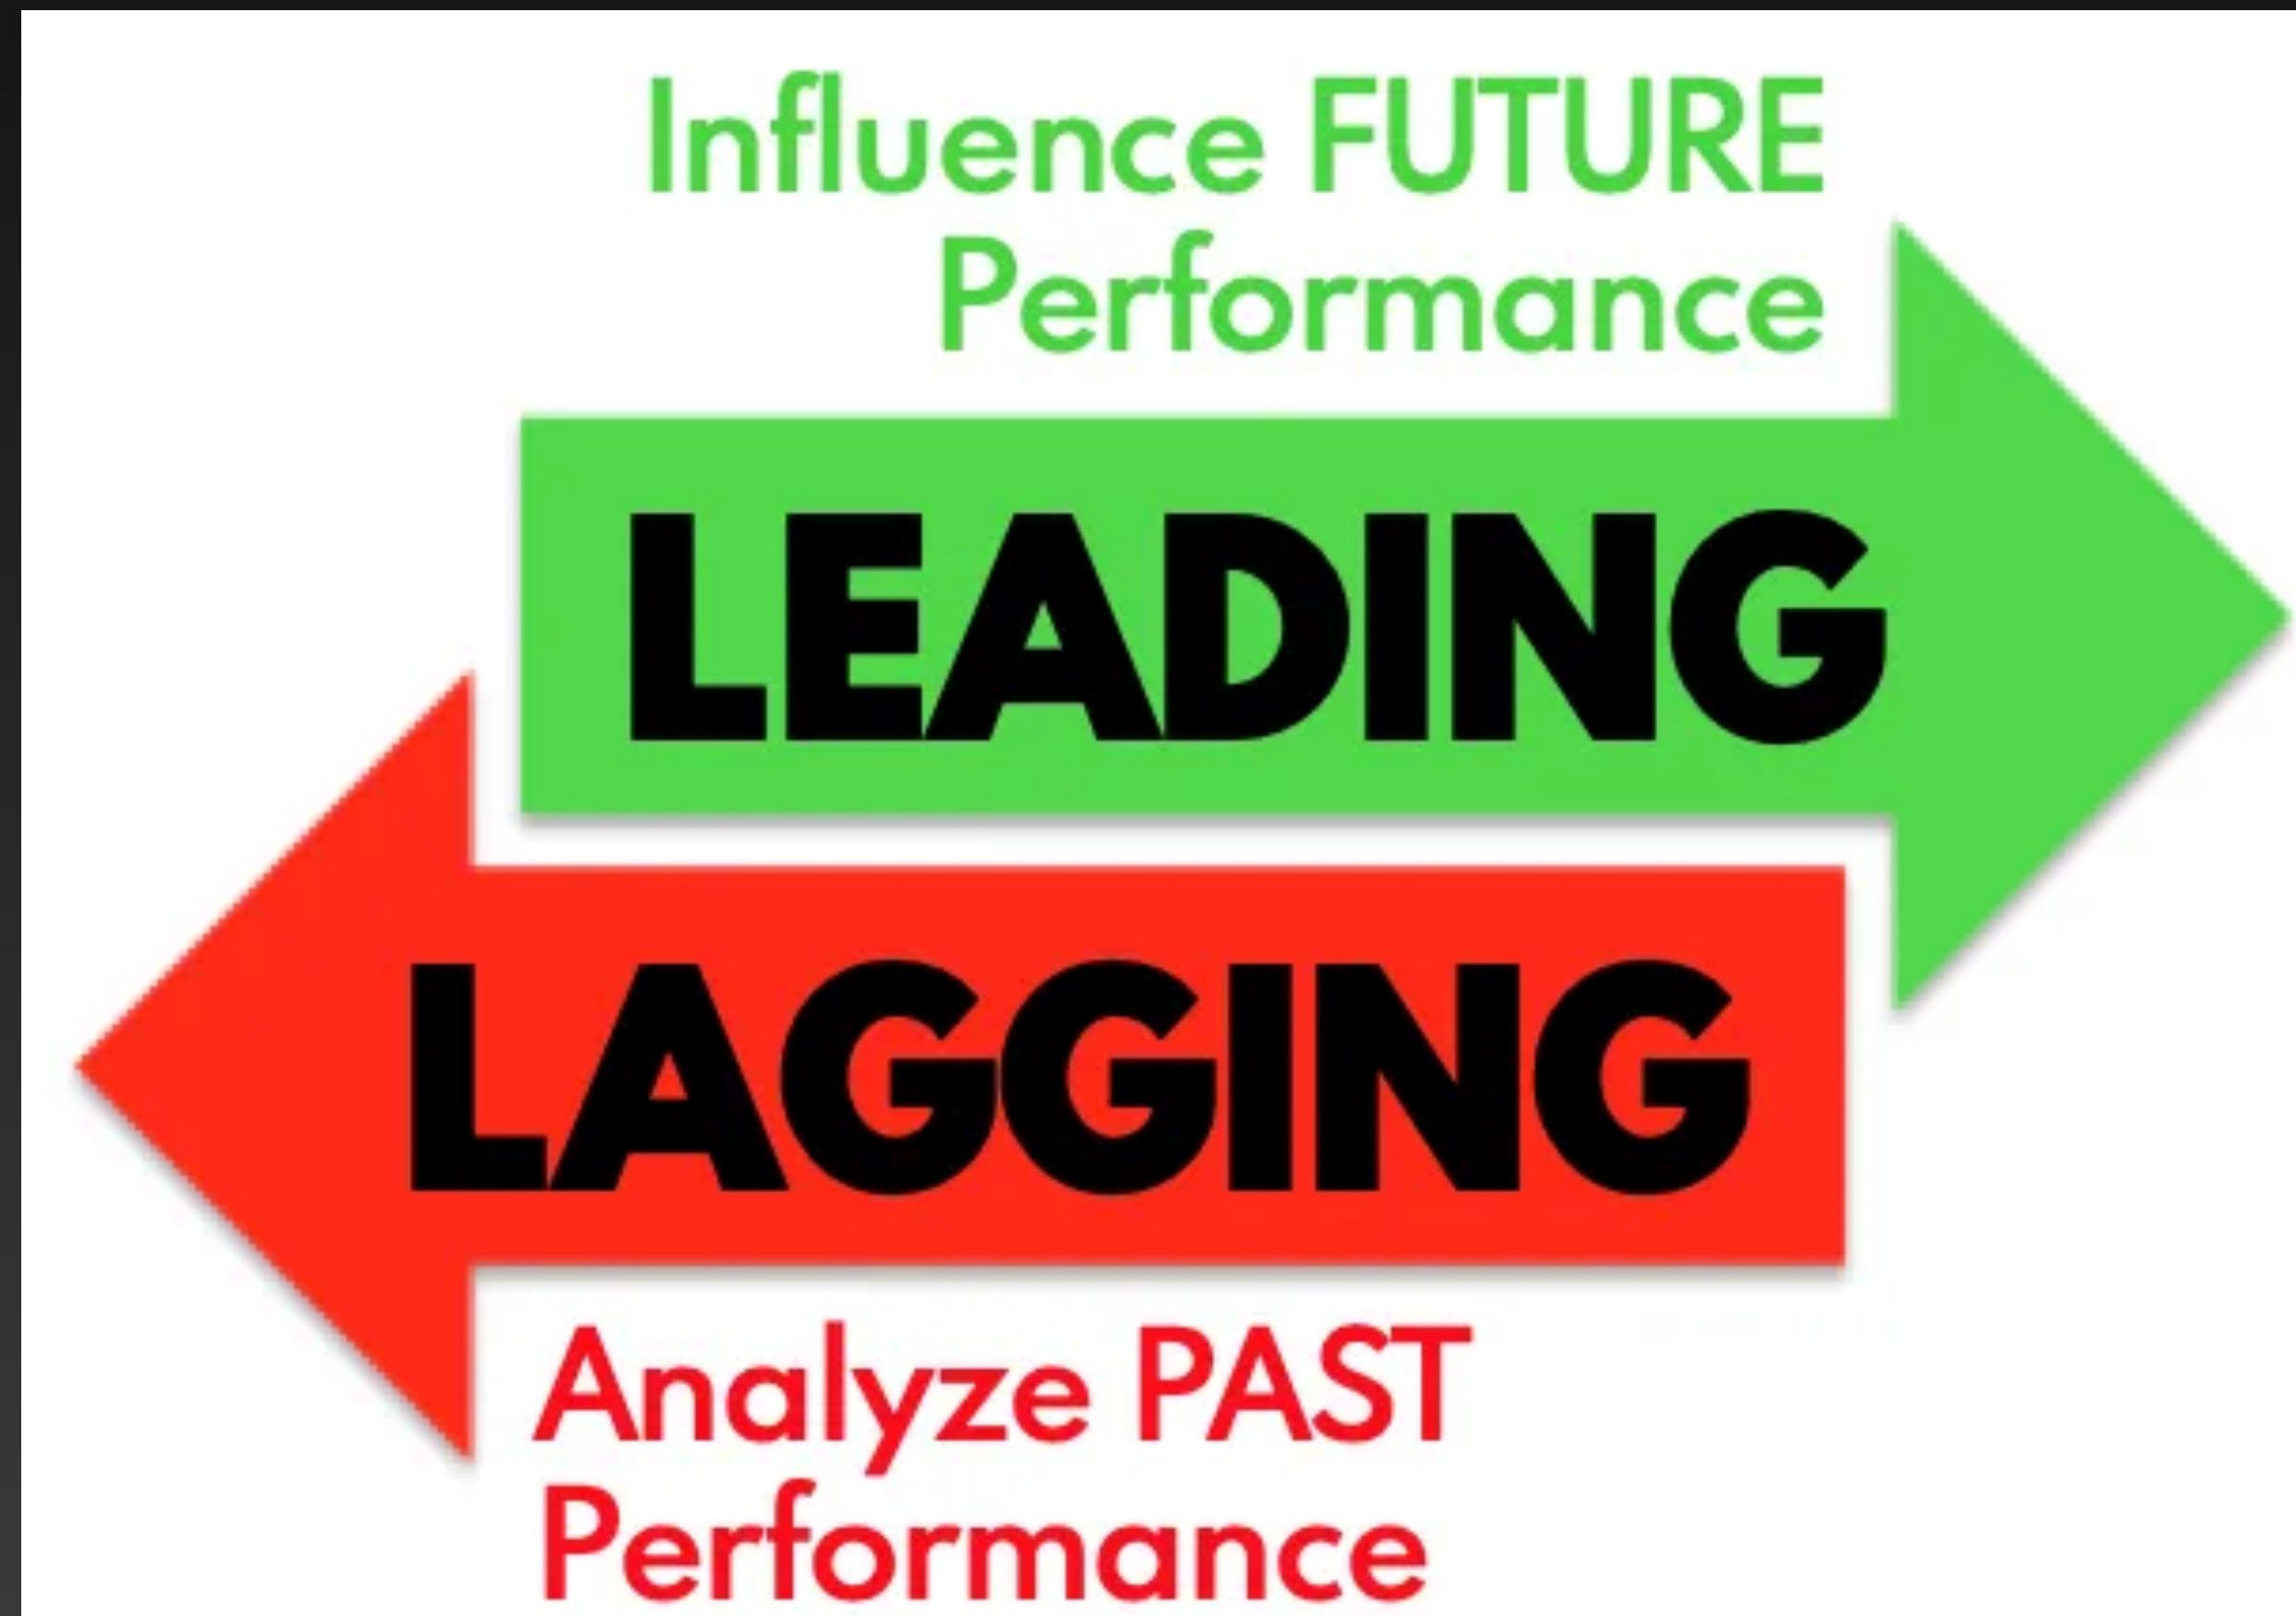 Influence FUTURE
Performance
LEADING
LAGGING
Analyze PAST
Performance